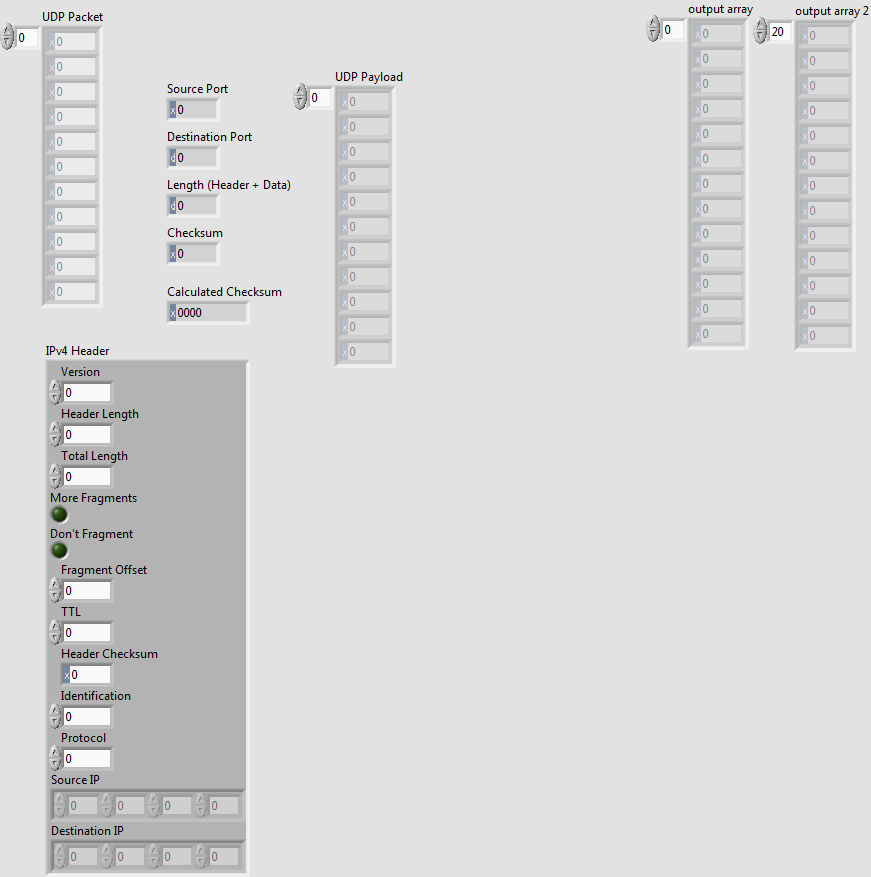 UDP Packet
0
x0
x0
x0
x0
x0
x0
x0
x0
x0
x0
x0
Source Port
x0
Destination Port
d0
Length (Header + Data)
d0
Checksum
x0
Calculated Checksum
x0000
UDP Payload
0
x0
x0
x0
x0
x0
x0
x0
x0
x0
x0
x0
output array
0
x0
x0
x0
x0
x0
x0
x0
x0
x0
x0
x0
x0
x0
output array 2
20
x0
x0
x0
x0
x0
x0
x0
x0
x0
x0
x0
x0
x0
IPv4 Header
Version
0
Header Length
0
Total Length
0
More Fragments
Don't Fragment
Fragment Offset
0
TTL
0
Header Checksum
x0
Identification
0
Protocol
0
Source IP
0 0 0 0
Destination IP
0 0 0 0